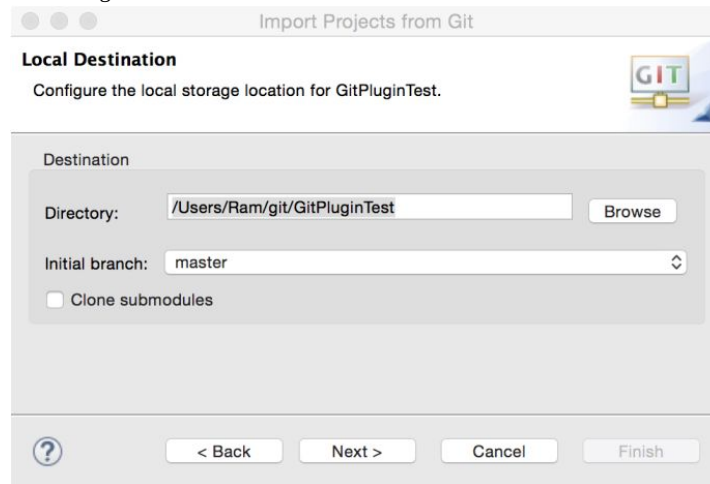 Import Projects from Git
Local Destination
Configure the local storage location for GitPluginTest.
GIT
Destination
Directory: /Users/Ram/git/GitPluginTest Browse
Initial branch: master
Clone submodules
? < Back Next > Cancel Finish